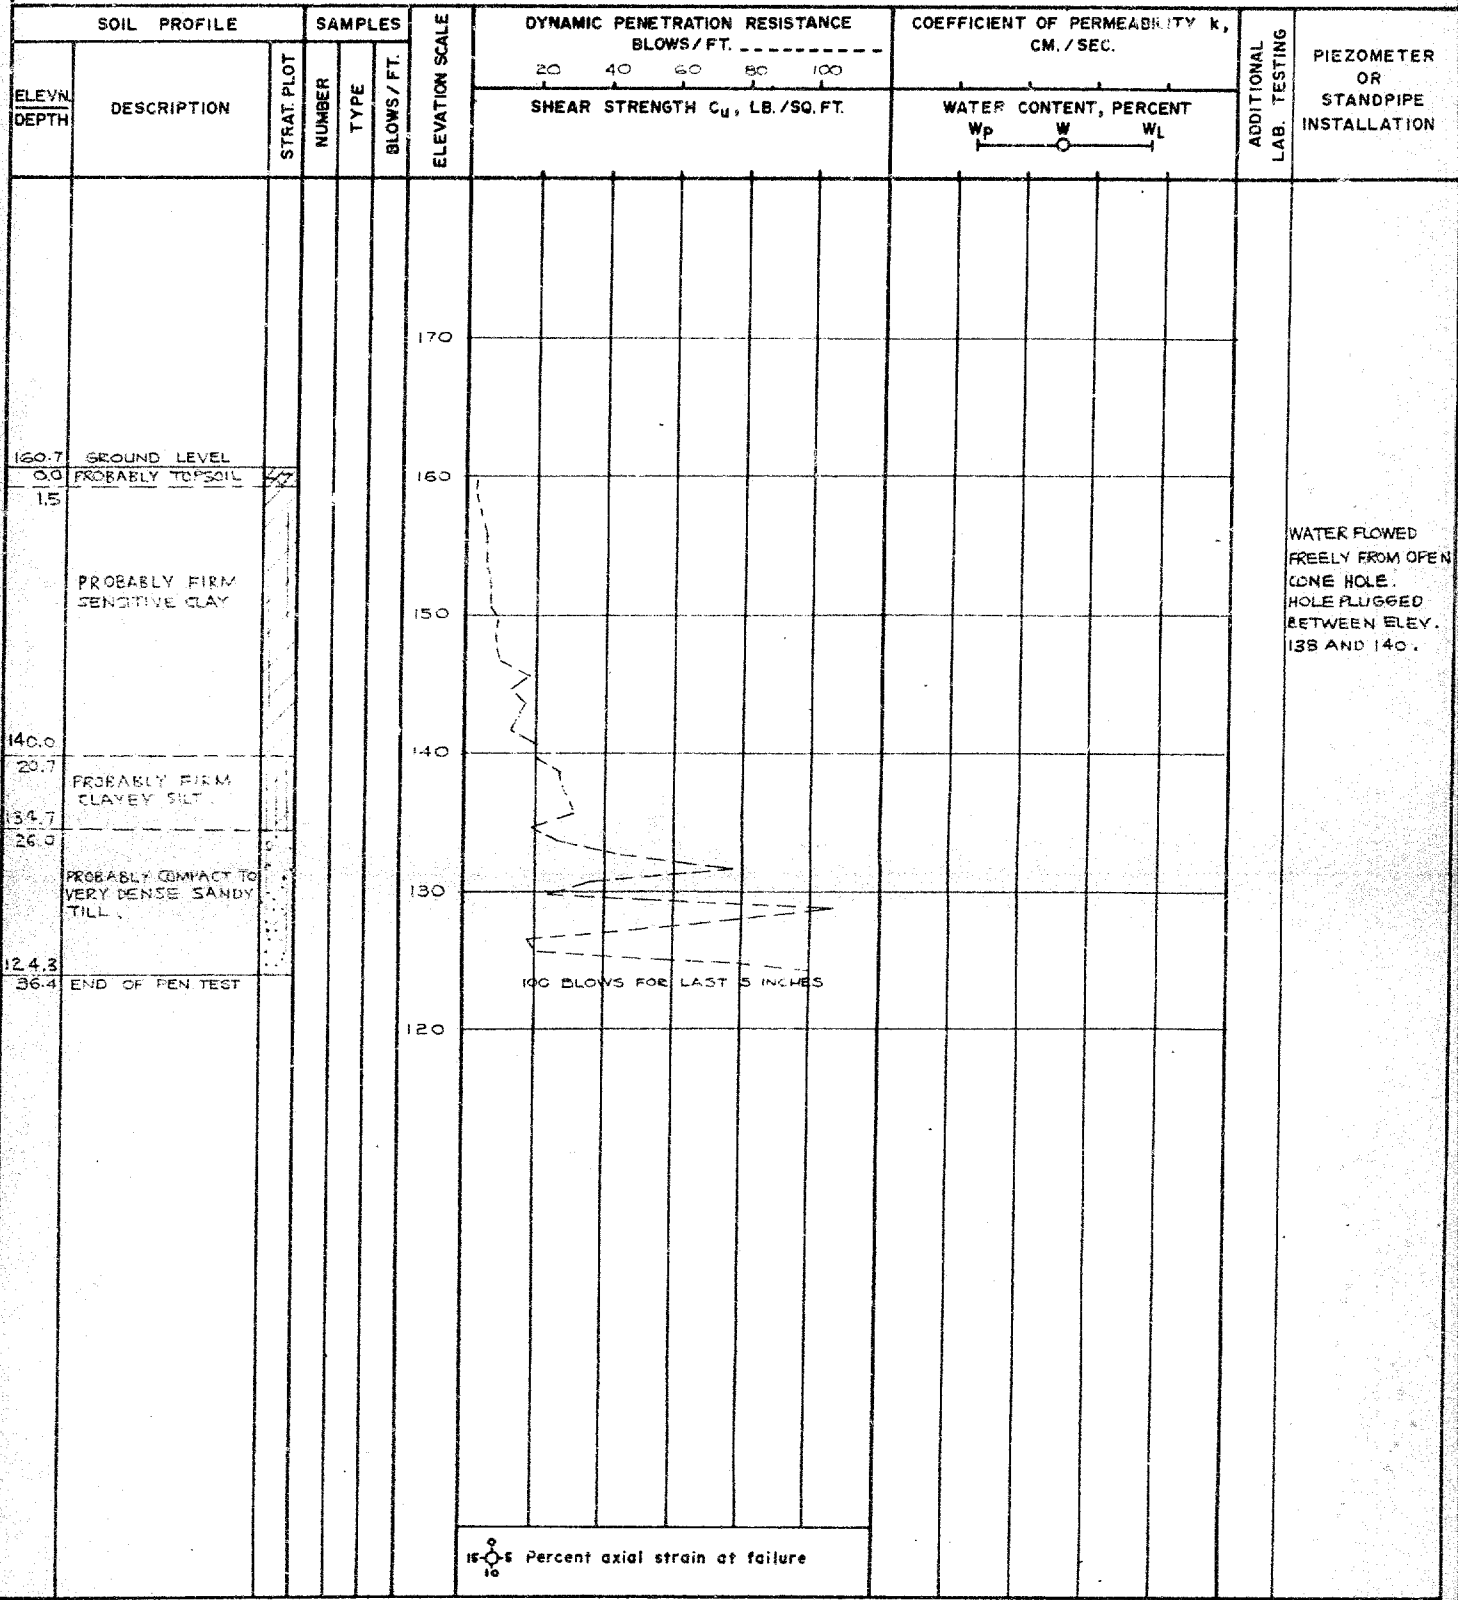 SOIL PROFILE
SAMPLES
ELEVATION SCALE
DYNAMIC PENETRATION RESISTANCE
BLOWS/FT. ----------
20 40 60 80 100
SHEAR STRENGTH Cu, LB./SQ.FT.
COEFFICIENT OF PERMEABILITY k,
CM./SEC.
WATER CONTENT, PERCENT
WP W WL
ADDITIONAL
LAB. TESTING
PIEZOMETER
OR
STANDPIPE
INSTALLATION
ELEVN.
DEPTH
DESCRIPTION
STRAT. PLOT
NUMBER
TYPE
BLOWS/FT.
170
160.7 GROUND LEVEL
0.0 PROBABLY TOPSOIL
160
1.5
WATER FLOWED
FREELY FROM OPEN
CONE HOLE.
HOLE PLUGGED
BETWEEN ELEV.
138 AND 140.
PROBABLY FIRM
SENSITIVE CLAY
150
140.0
140
20.7
PROBABLY FIRM
CLAYEY SILT.
134.7
26.0
PROBABLY COMPACT TO
VERY DENSE SANDY
TILL.
130
124.3
36.4 END OF PEN TEST
100 BLOWS FOR LAST 5 INCHES
120
0
15 5 Percent axial strain at failure
10